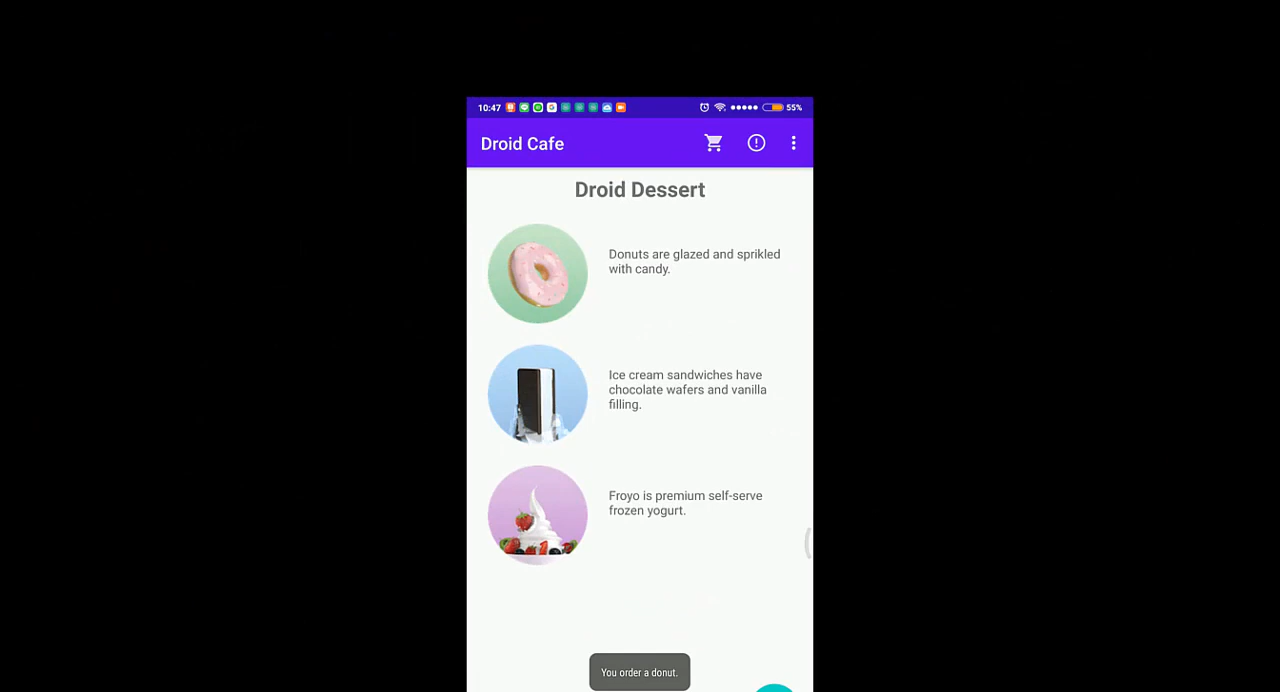 10:47
55%
Droid Cafe
Droid Dessert
Donuts are glazed and sprikled
with candy.
Ice cream sandwiches have
chocolate wafers and vanilla
filling.
Froyo is premium self-serve
frozen yogurt.
You order a donut.